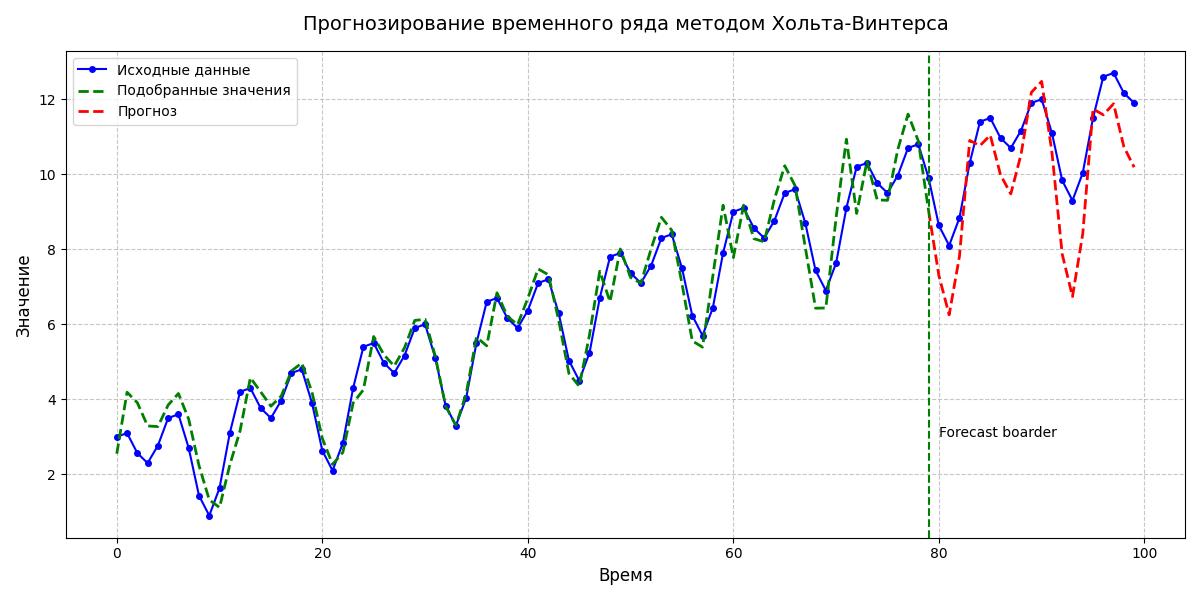 Прогнозирование временного ряда методом Хольта-Винтерса
Исходные данные
Подобранные значения
Прогноз
Значение
12
10
8
6
4
2
Forecast boarder
0 20 40 60 80 100
Время